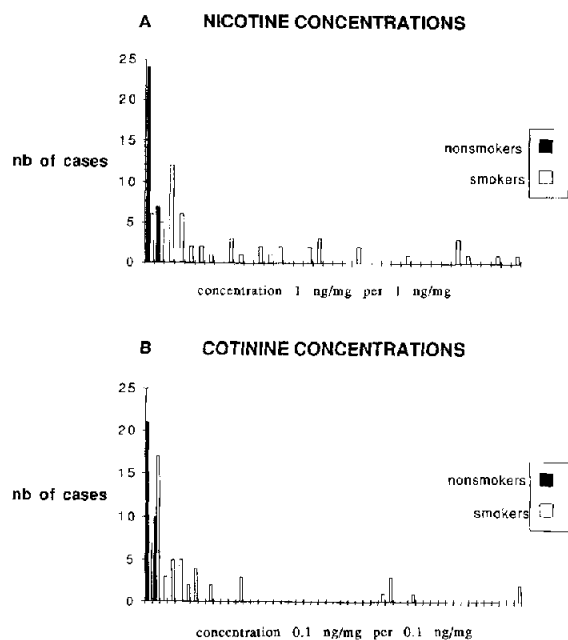 A NICOTINE CONCENTRATIONS
25
20
nb of cases
15
10
5
0
nonsmokers
smokers
concentration 1 ng/mg per 1 ng/mg
B COTININE CONCENTRATIONS
25
20
nb of cases
15
10
5
0
nonsmokers
smokers
concentration 0.1 ng/mg per 0.1 ng/mg